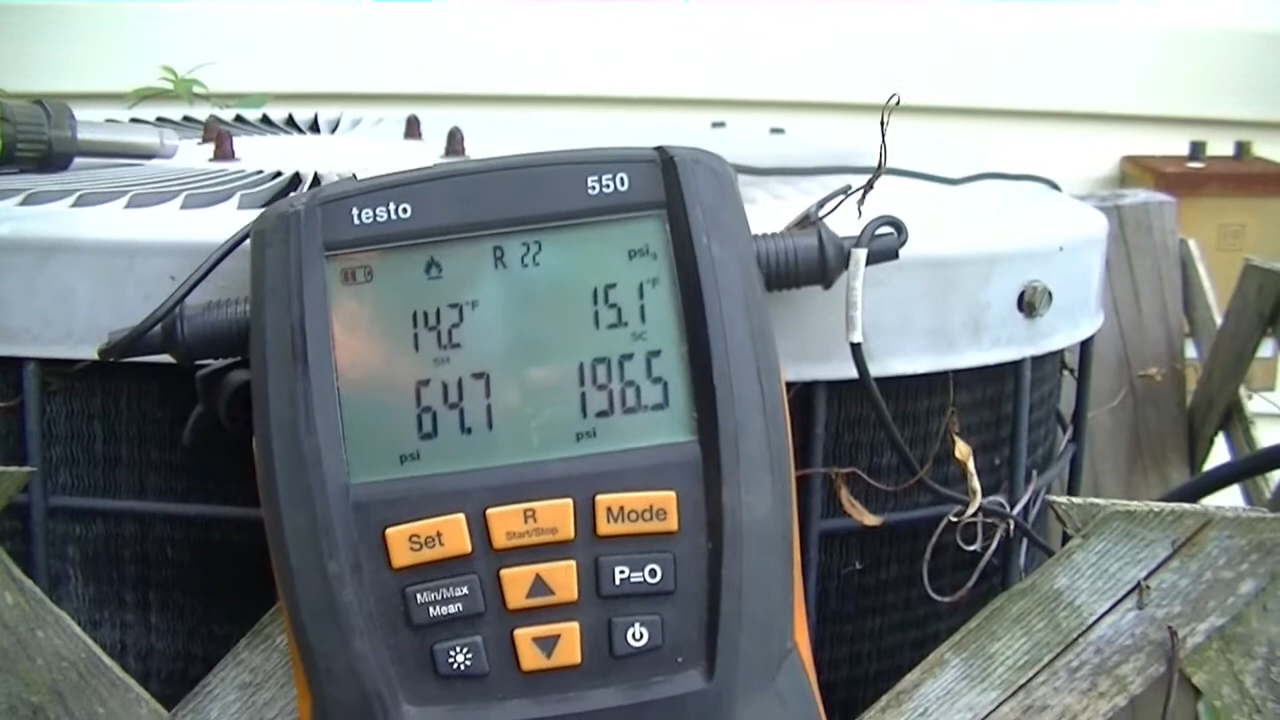 testo 550
R 22 psig
14.2°F 15.1°F
SH SC
64.7 196.5
psi psi
Set R Start/Stop Mode
Min/Max Mean P=O